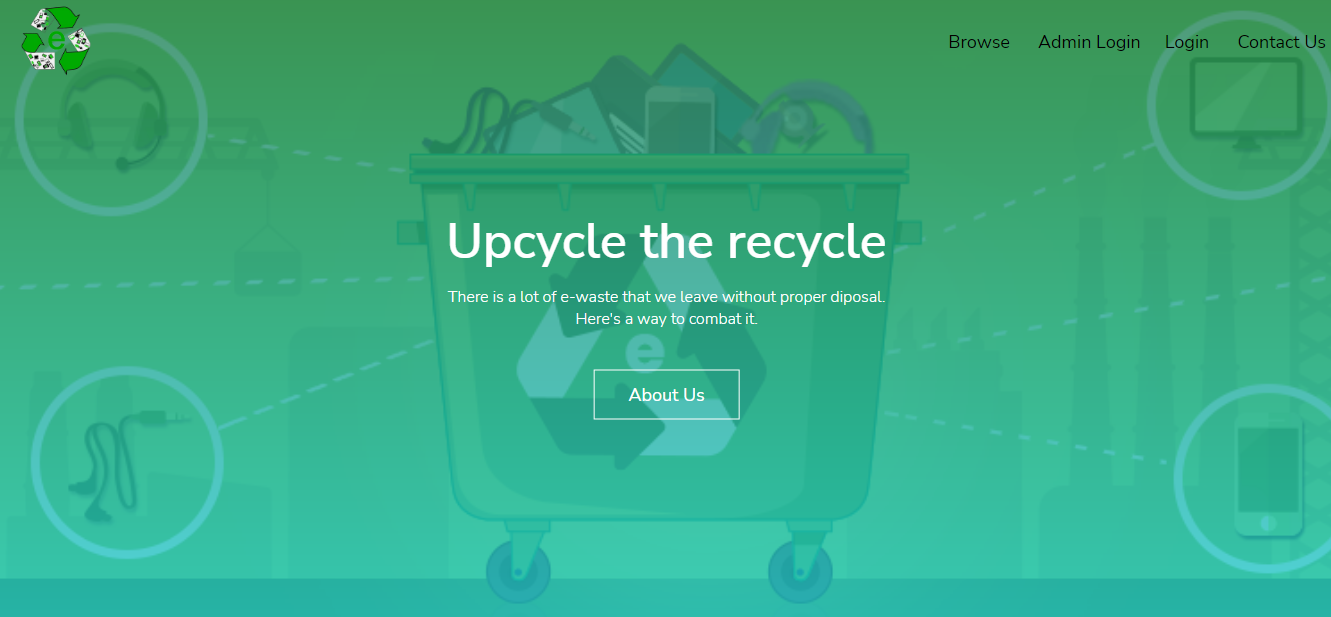 e
Browse Admin Login Login Contact Us
Upcycle the recycle
There is a lot of e-waste that we leave without proper diposal.
Here's a way to combat it.
e
About Us